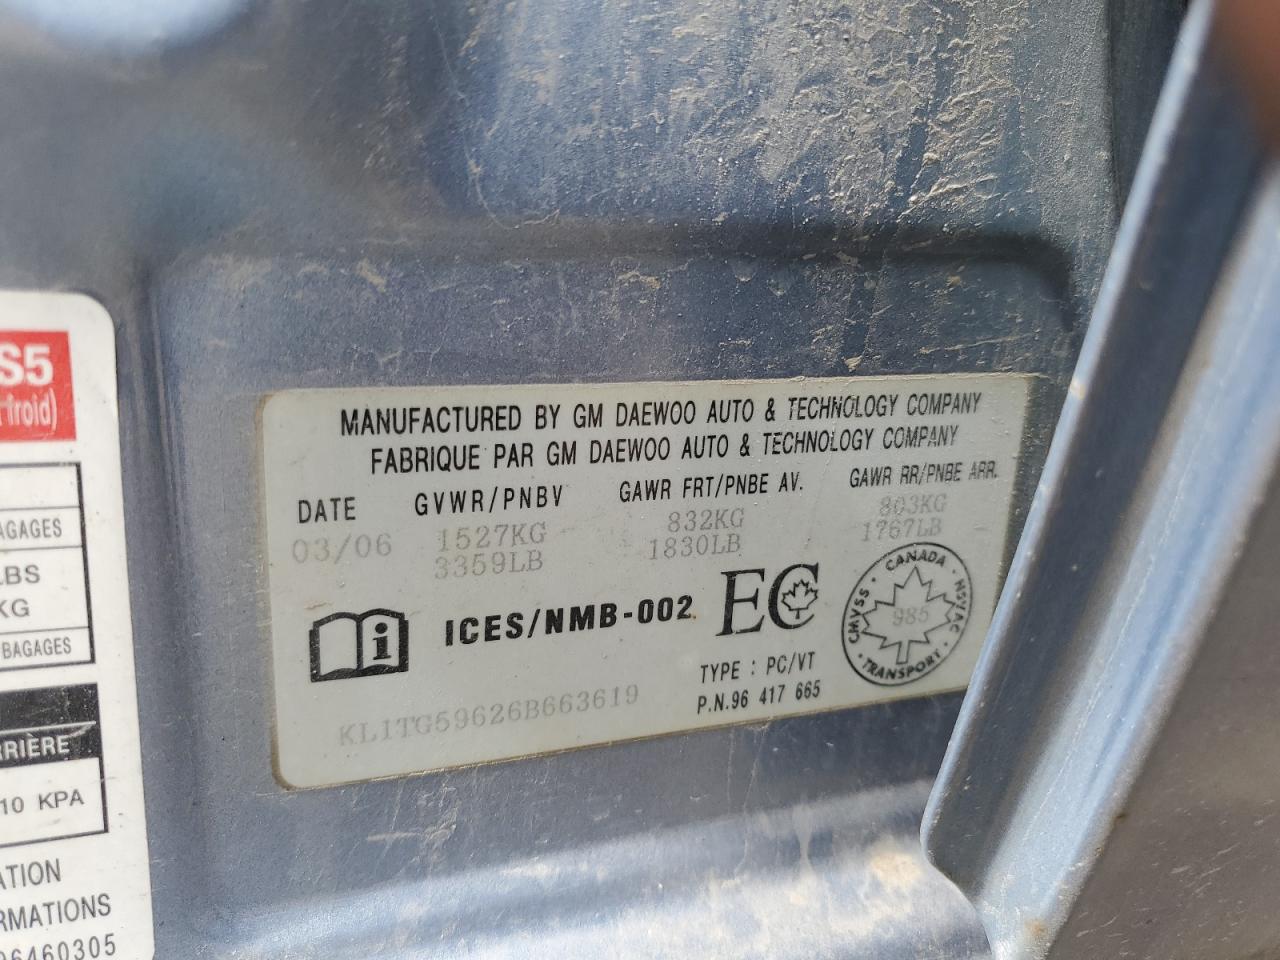 S5
froid)
AGAGES
LBS
KG
BAGAGES
RRIÈRE
10 KPA
ATION
RMATIONS
96460305
MANUFACTURED BY GM DAEWOO AUTO & TECHNOLOGY COMPANY
FABRIQUE PAR GM DAEWOO AUTO & TECHNOLOGY COMPANY
DATE GVWR/PNBV GAWR FRT/PNBE AV. GAWR RR/PNBE ARR.
03/06 1527KG 832KG 803KG
3359LB 1830LB 1767LB
ICES/NMB-002 EC
CANADA · NSVAC · TRANSPORT · CMVSS ·
985
TYPE : PC/VT
P.N.96 417 665
KL1TG59626B663619